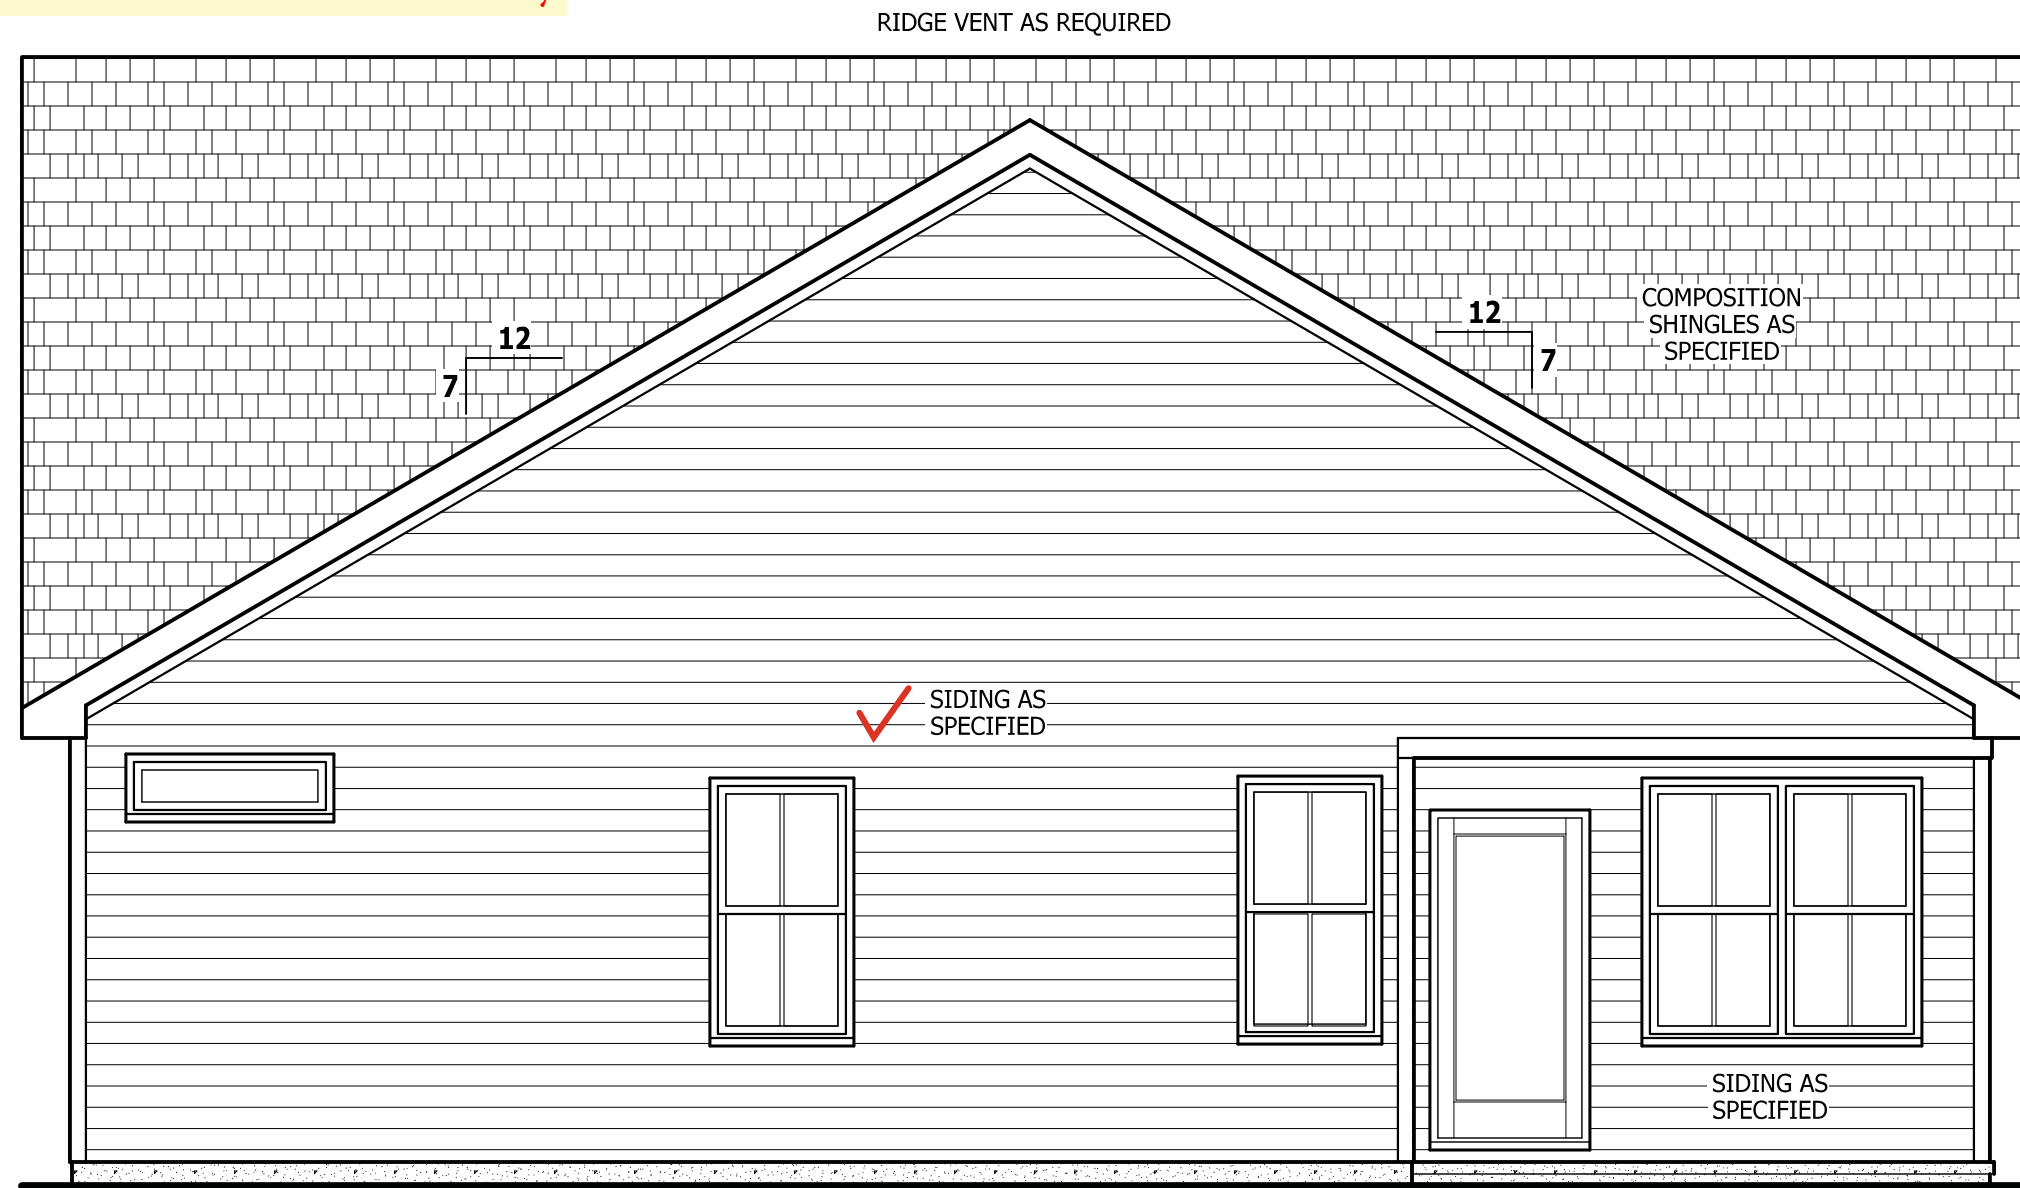 RIDGE VENT AS REQUIRED
12
7
12
7
COMPOSITION
SHINGLES AS
SPECIFIED
SIDING AS
SPECIFIED
SIDING AS
SPECIFIED